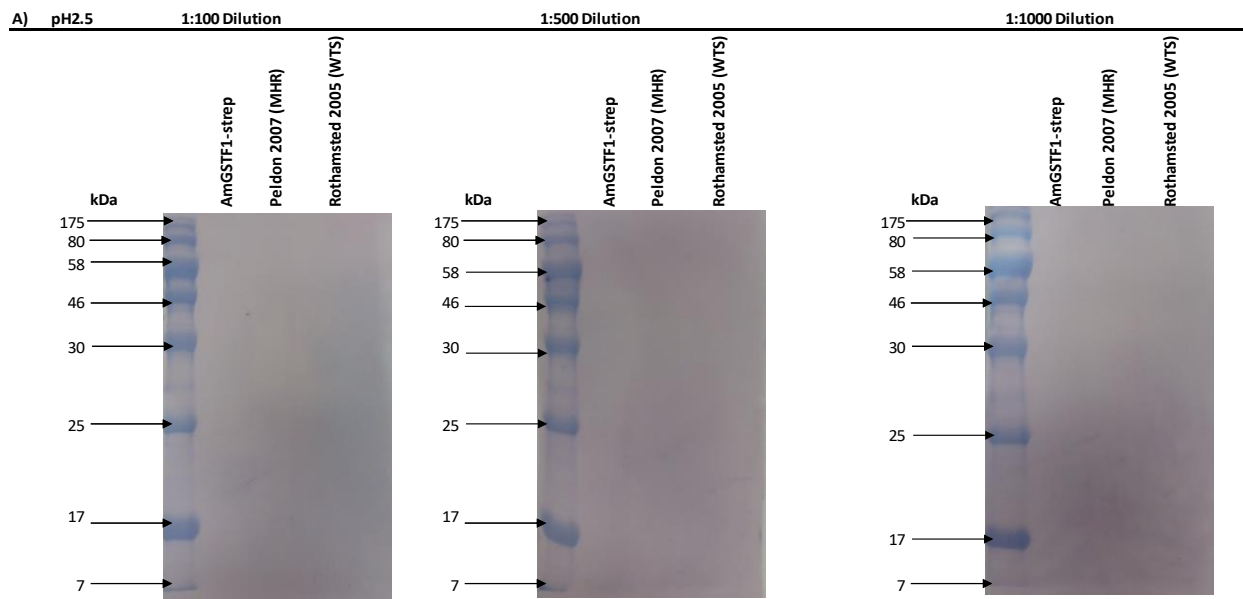 A) pH2.5 1:100 Dilution 1:500 Dilution 1:1000 Dilution
AmGSTF1-strep
Peldon 2007 (MHR)
Rothamsted 2005 (WTS)
kDa
175
80
58
46
30
25
17
7
AmGSTF1-strep
Peldon 2007 (MHR)
Rothamsted 2005 (WTS)
kDa
175
80
58
46
30
25
17
7
AmGSTF1-strep
Peldon 2007 (MHR)
Rothamsted 2005 (WTS)
kDa
175
80
58
46
30
25
17
7